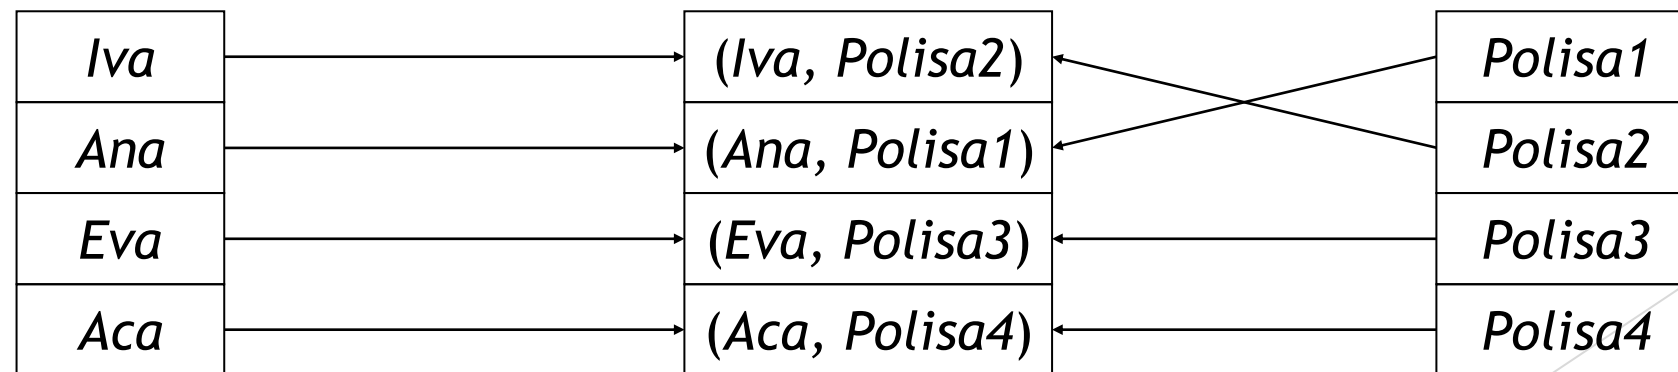 Iva (Iva, Polisa2) Polisa1
Ana (Ana, Polisa1) Polisa2
Eva (Eva, Polisa3) Polisa3
Aca (Aca, Polisa4) Polisa4